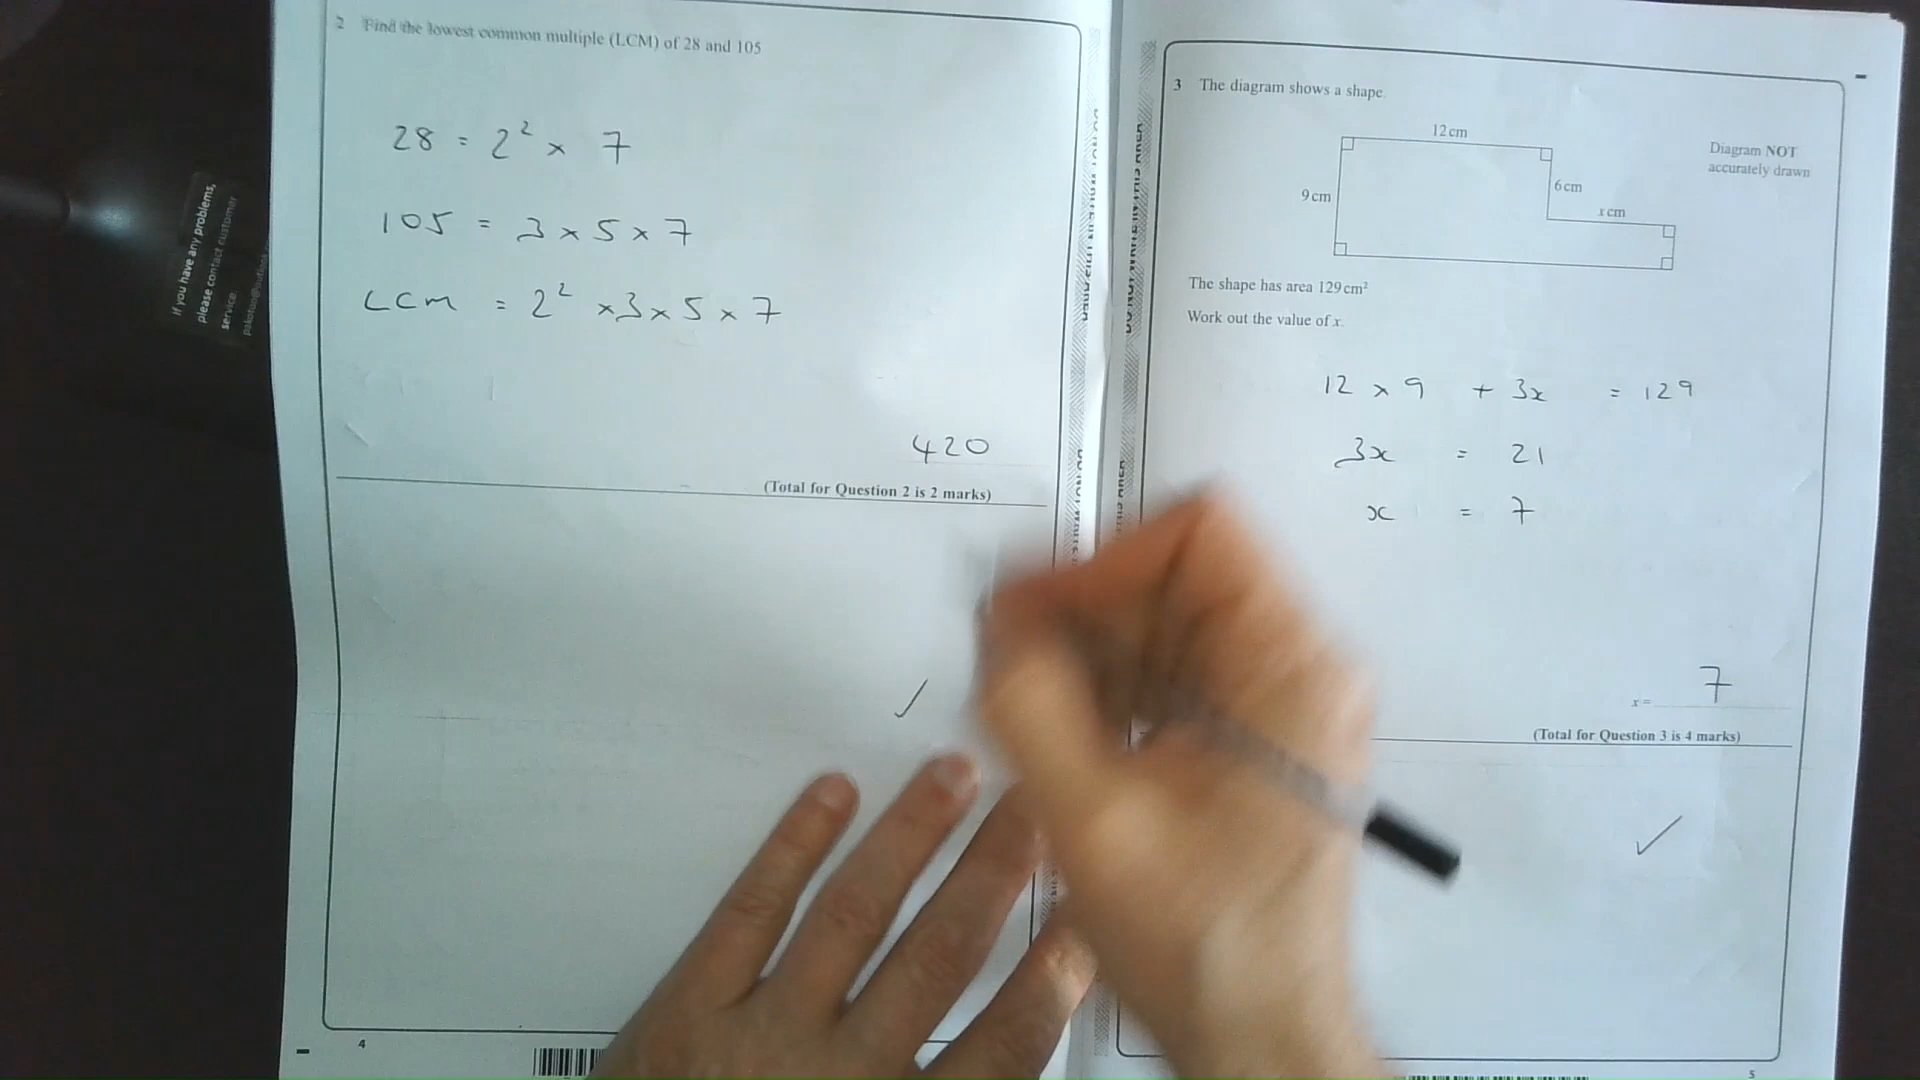 If you have any problems,
please contact customer
service.
2 Find the lowest common multiple (LCM) of 28 and 105
28 = 2² × 7
105 = 3 × 5 × 7
LCM = 2² × 3 × 5 × 7
420
(Total for Question 2 is 2 marks)
4
3 The diagram shows a shape.
12 cm
Diagram NOT
accurately drawn
6 cm
9 cm
x cm
The shape has area 129 cm²
Work out the value of x.
12 × 9 + 3x = 129
3x = 21
x = 7
7
x =
(Total for Question 3 is 4 marks)
5